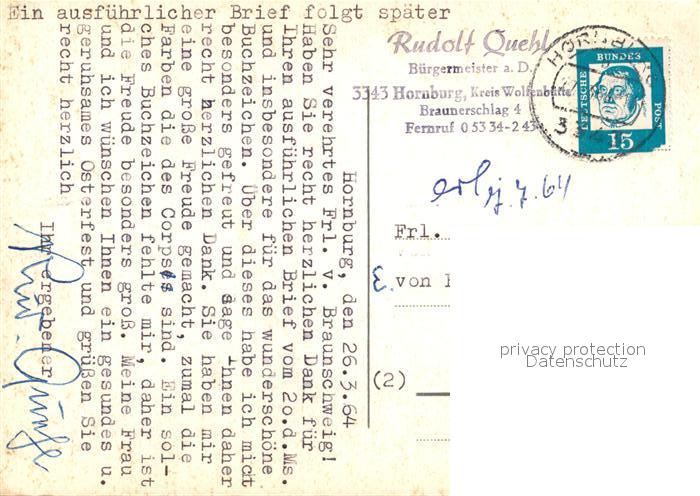 Ein ausführlicher Brief folgt später
Rudolf Quehl
Bürgermeister a. D.
3343 Hornburg, Kreis Wolfenbütte
Braunerschlag 4
Fernruf 0 53 34-2 43
DEUTSCHE BUNDES POST
15
Hornburg, den 26.3.64
Sehr verehrtes Frl. v. Braunschweig!
Haben Sie recht herzlichen Dank für
Ihren ausführlichen Brief vom 2o.d.Ms.
und insbesondere für das wunderschöne
Buchzeichen. Über dieses habe ich mich
besonders gefreut und sage Ihnen daher
recht herzlichen Dank. Sie haben mir
eine große Freude gemacht, zumal die
Farben die des Corpses sind. Ein sol-
ches Buchzeichen fehlte mir, daher ist
die Freude besonders groß. Meine Frau
und ich wünschen Ihnen ein gesundes u.
geruhsames Osterfest und grüßen Sie
recht herzlich
Ihr ergebener
Frl.
von
(2)
privacy protection
Datenschutz